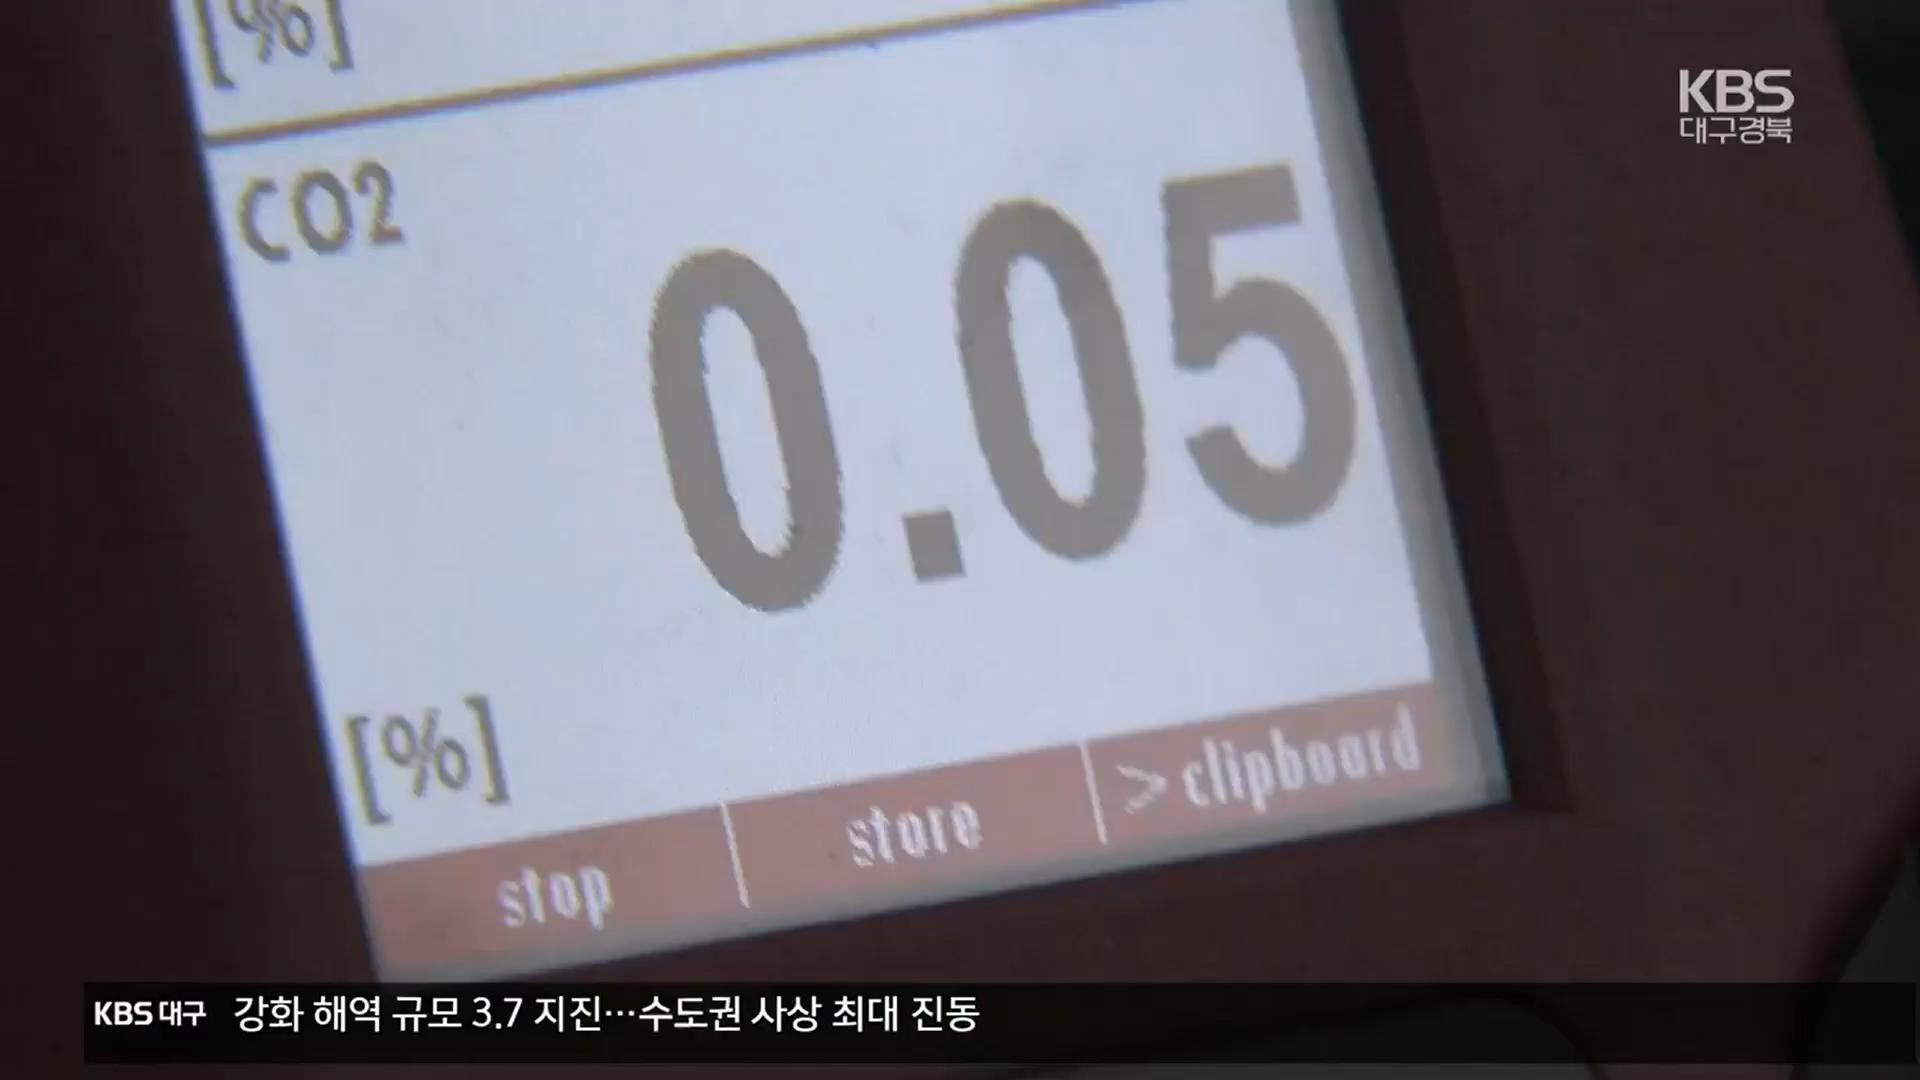 [%]
KBS
대구경북
CO2
0.05
[%]
stop
store
>clipboard
KBS 대구 강화 해역 규모 3.7 지진…수도권 사상 최대 진동